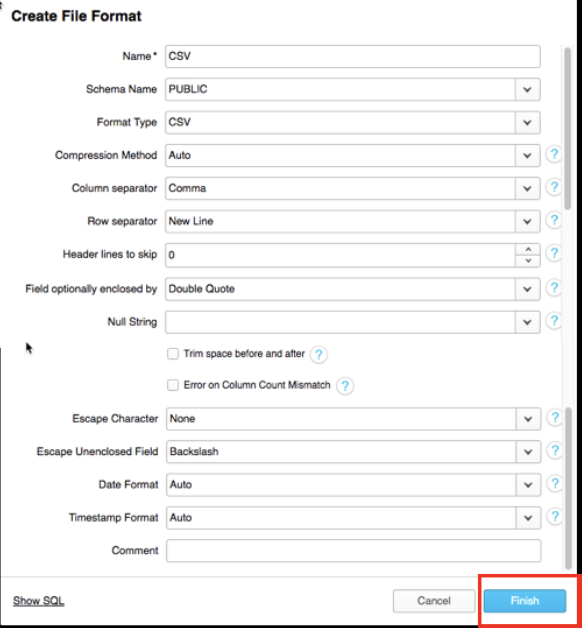 Create File Format
Name* CSV
Schema Name PUBLIC
Format Type CSV
Compression Method Auto ?
Column separator Comma ?
Row separator New Line ?
Header lines to skip 0 ?
Field optionally enclosed by Double Quote ?
Null String ?
Trim space before and after ?
Error on Column Count Mismatch ?
Escape Character None ?
Escape Unenclosed Field Backslash ?
Date Format Auto ?
Timestamp Format Auto ?
Comment
Show SQL Cancel Finish